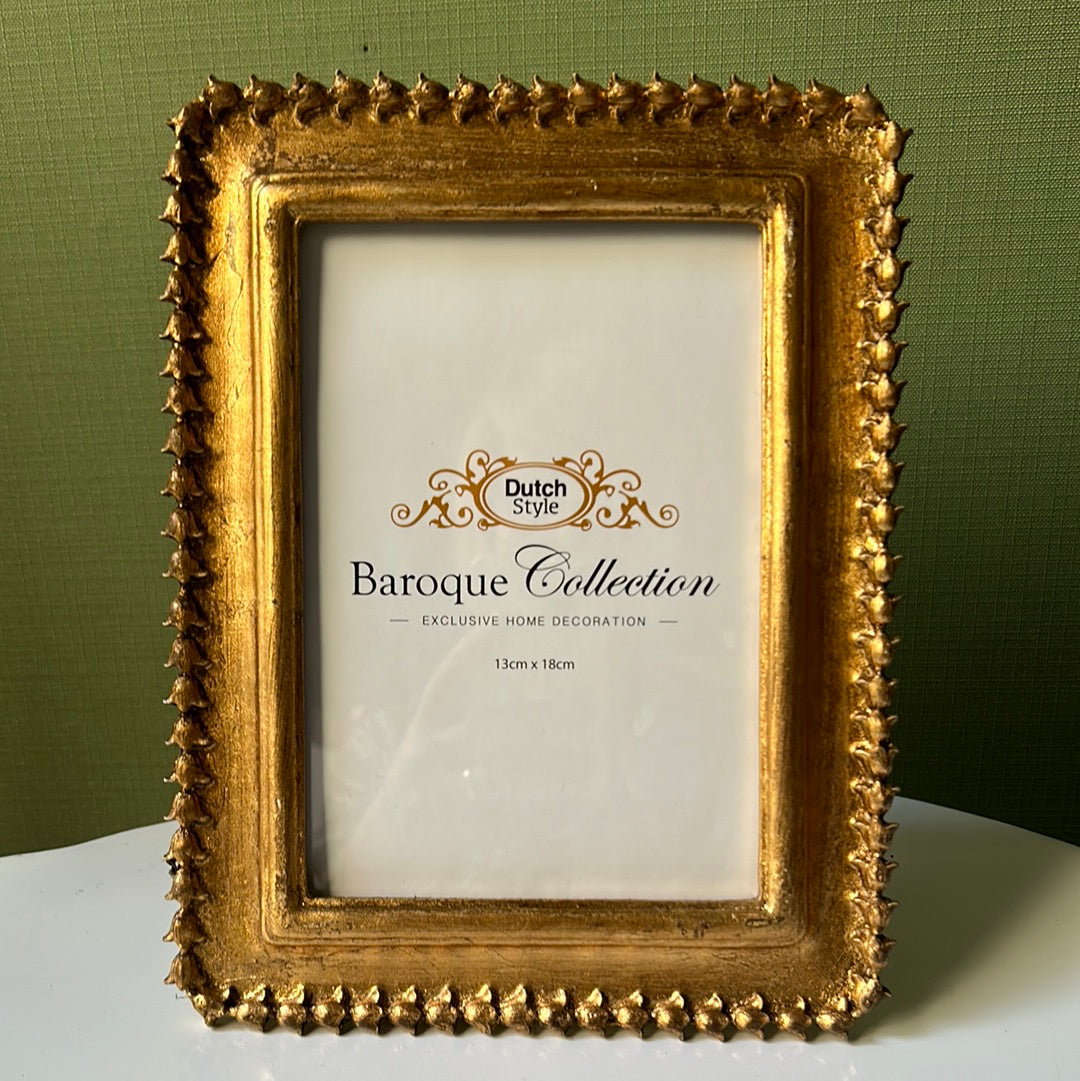 Dutch
Style
Baroque Collection
EXCLUSIVE HOME DECORATION
13cm x 18cm